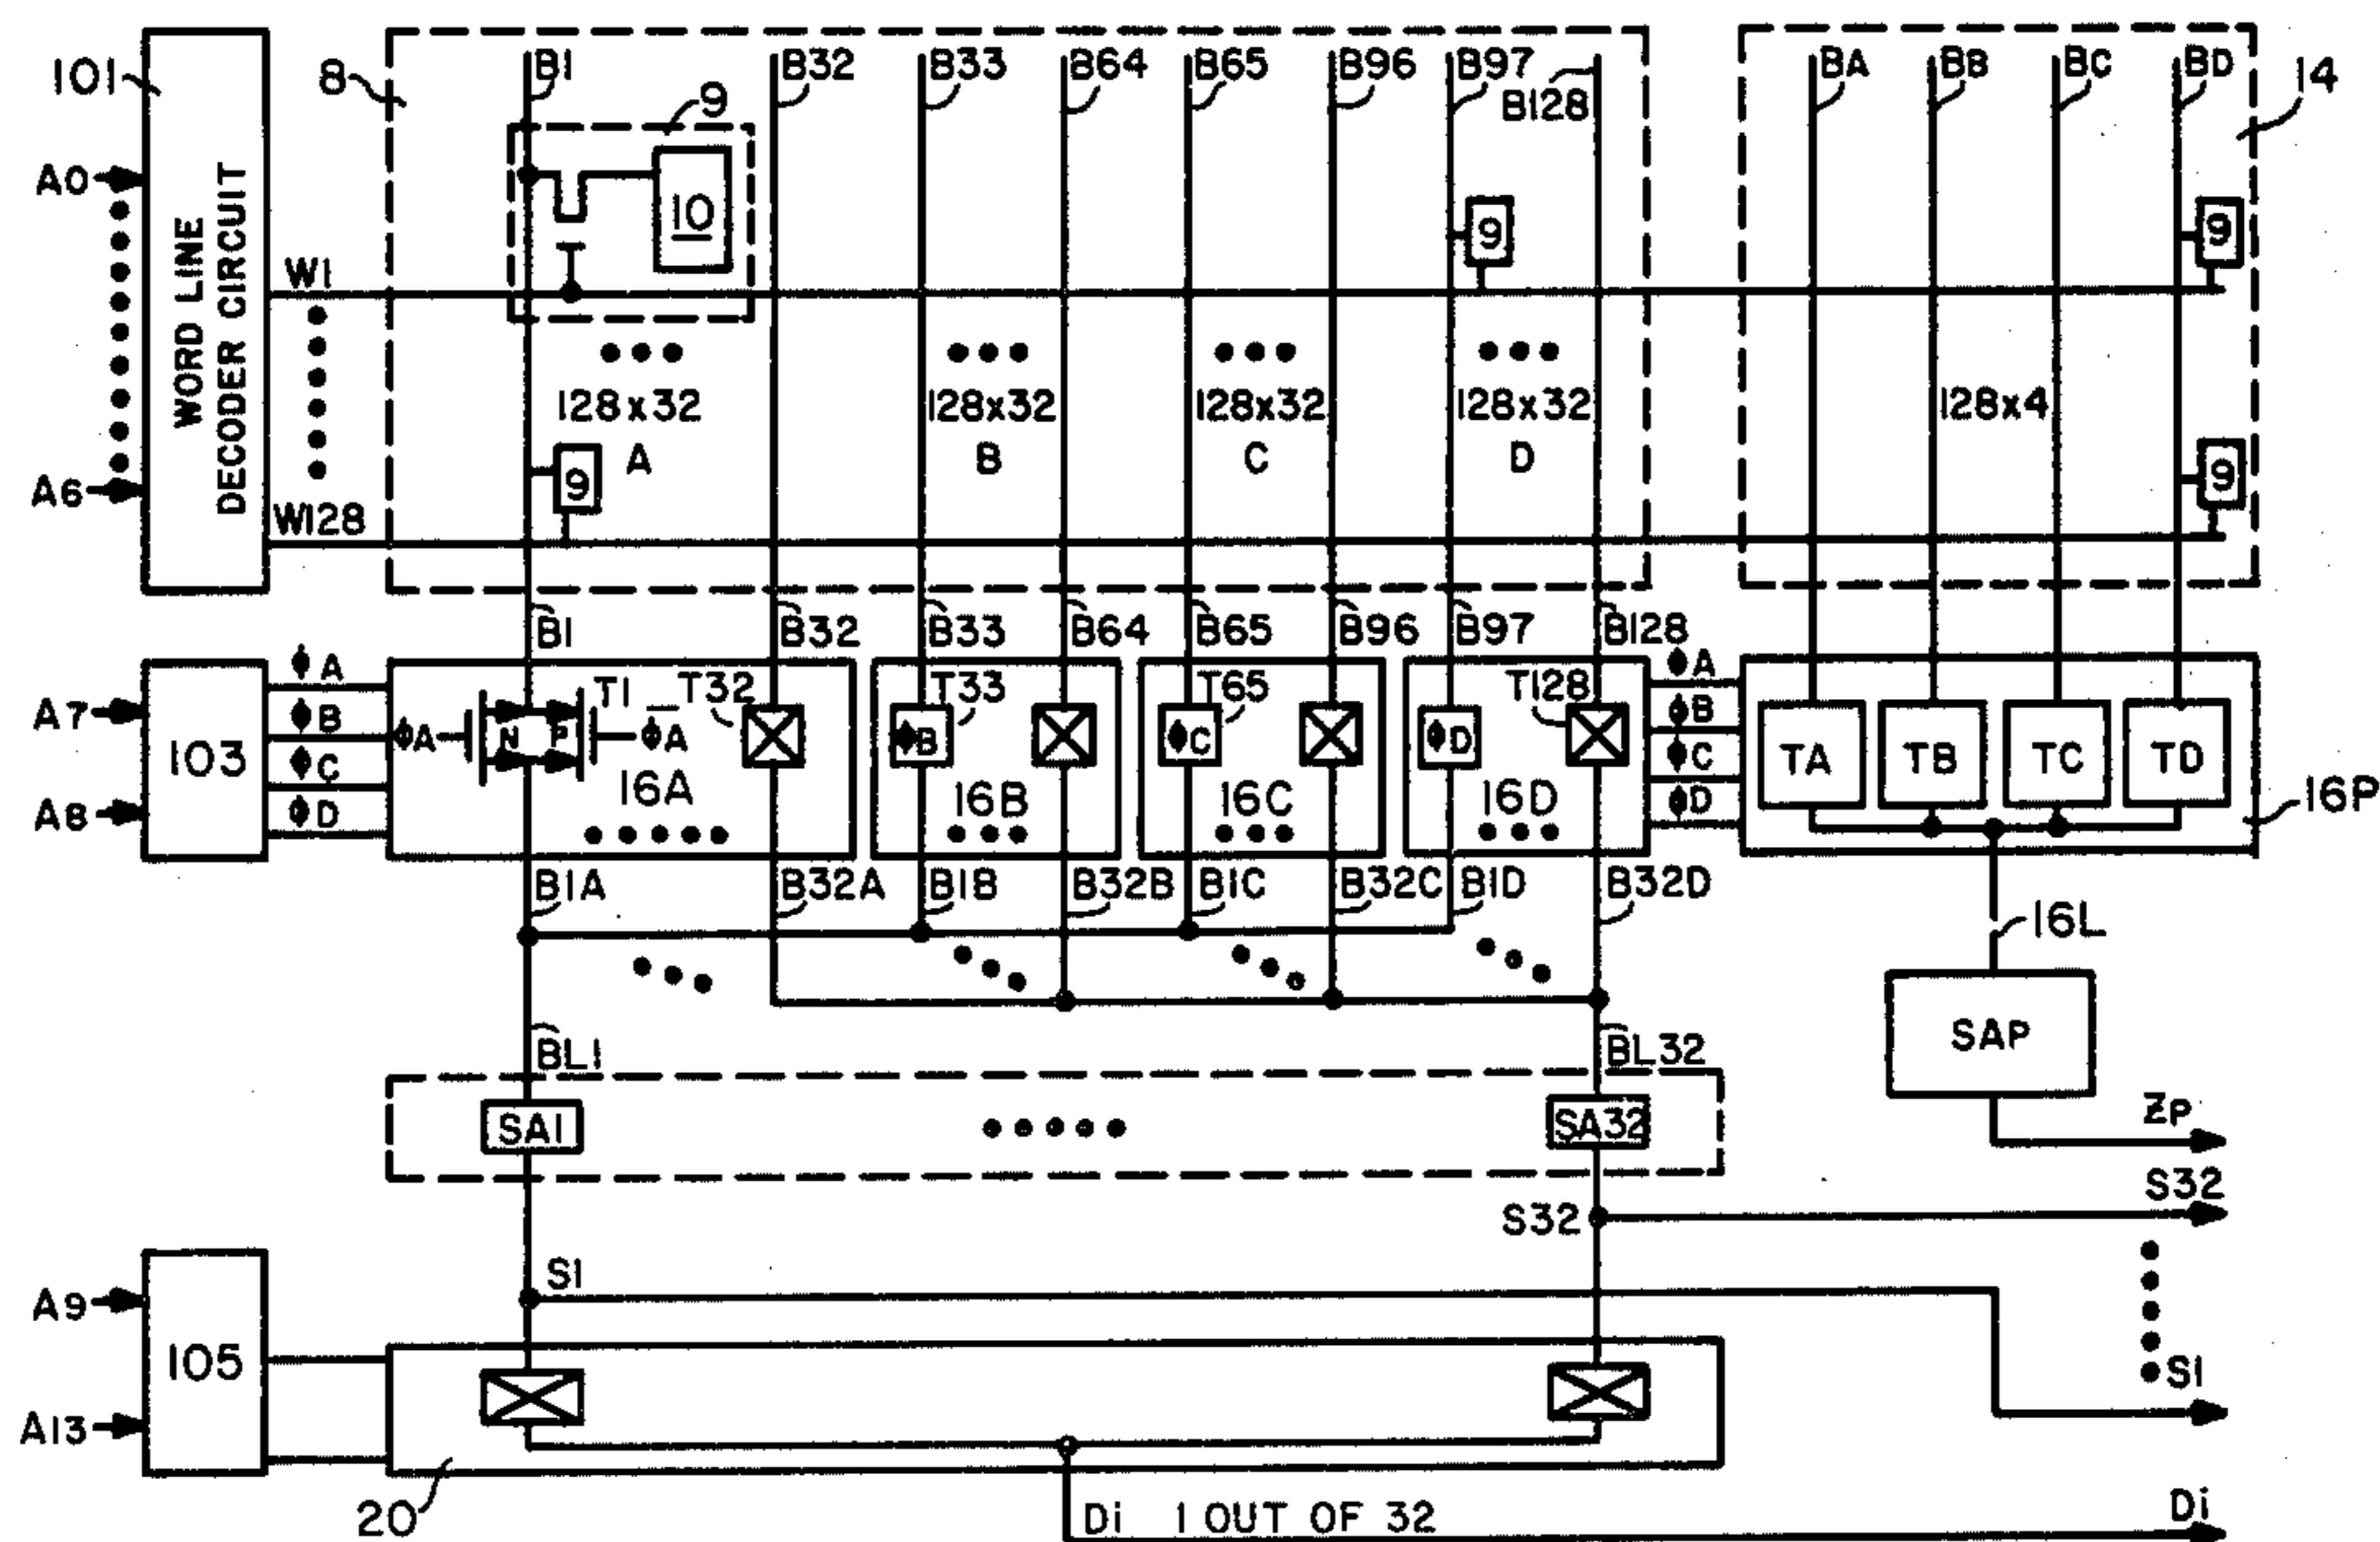 101
8
B1
B32
B33
B64
B65
B96
B97
B128
BA
BB
BC
BD
14
9
10
A0
A6
WORD LINE
DECODER CIRCUIT
W1
W128
9
9
9
9
128x32
A
128x32
B
128x32
C
128x32
D
128x4
B1
B32
B33
B64
B65
B96
B97
B128
A7
A8
103
ΦA
ΦB
ΦC
ΦD
ΦA
N
P
T1
Φ̅A
T32
16A
T33
ΦB
16B
T65
ΦC
16C
ΦD
T128
16D
ΦA
ΦB
ΦC
ΦD
TA
TB
TC
TD
16P
B1A
B32A
B1B
B32B
B1C
B32C
B1D
B32D
16L
BL1
BL32
SAP
SA1
SA32
ZP
S32
S32
S1
S1
A9
A13
105
20
Di 1 OUT OF 32
Di